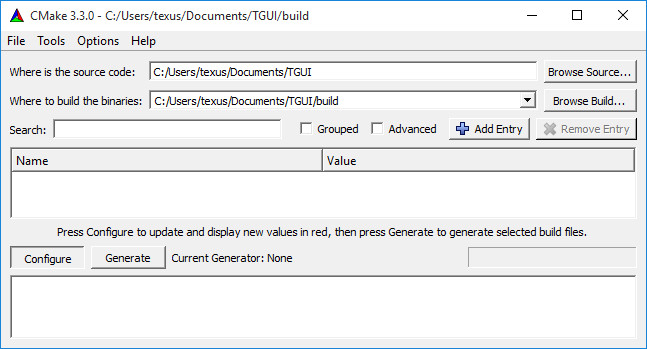 CMake 3.3.0 - C:/Users/texus/Documents/TGUI/build
File Tools Options Help
Where is the source code: C:/Users/texus/Documents/TGUI Browse Source...
Where to build the binaries: C:/Users/texus/Documents/TGUI/build Browse Build...
Search: Grouped Advanced Add Entry Remove Entry
Name Value
Press Configure to update and display new values in red, then press Generate to generate selected build files.
Configure Generate Current Generator: None